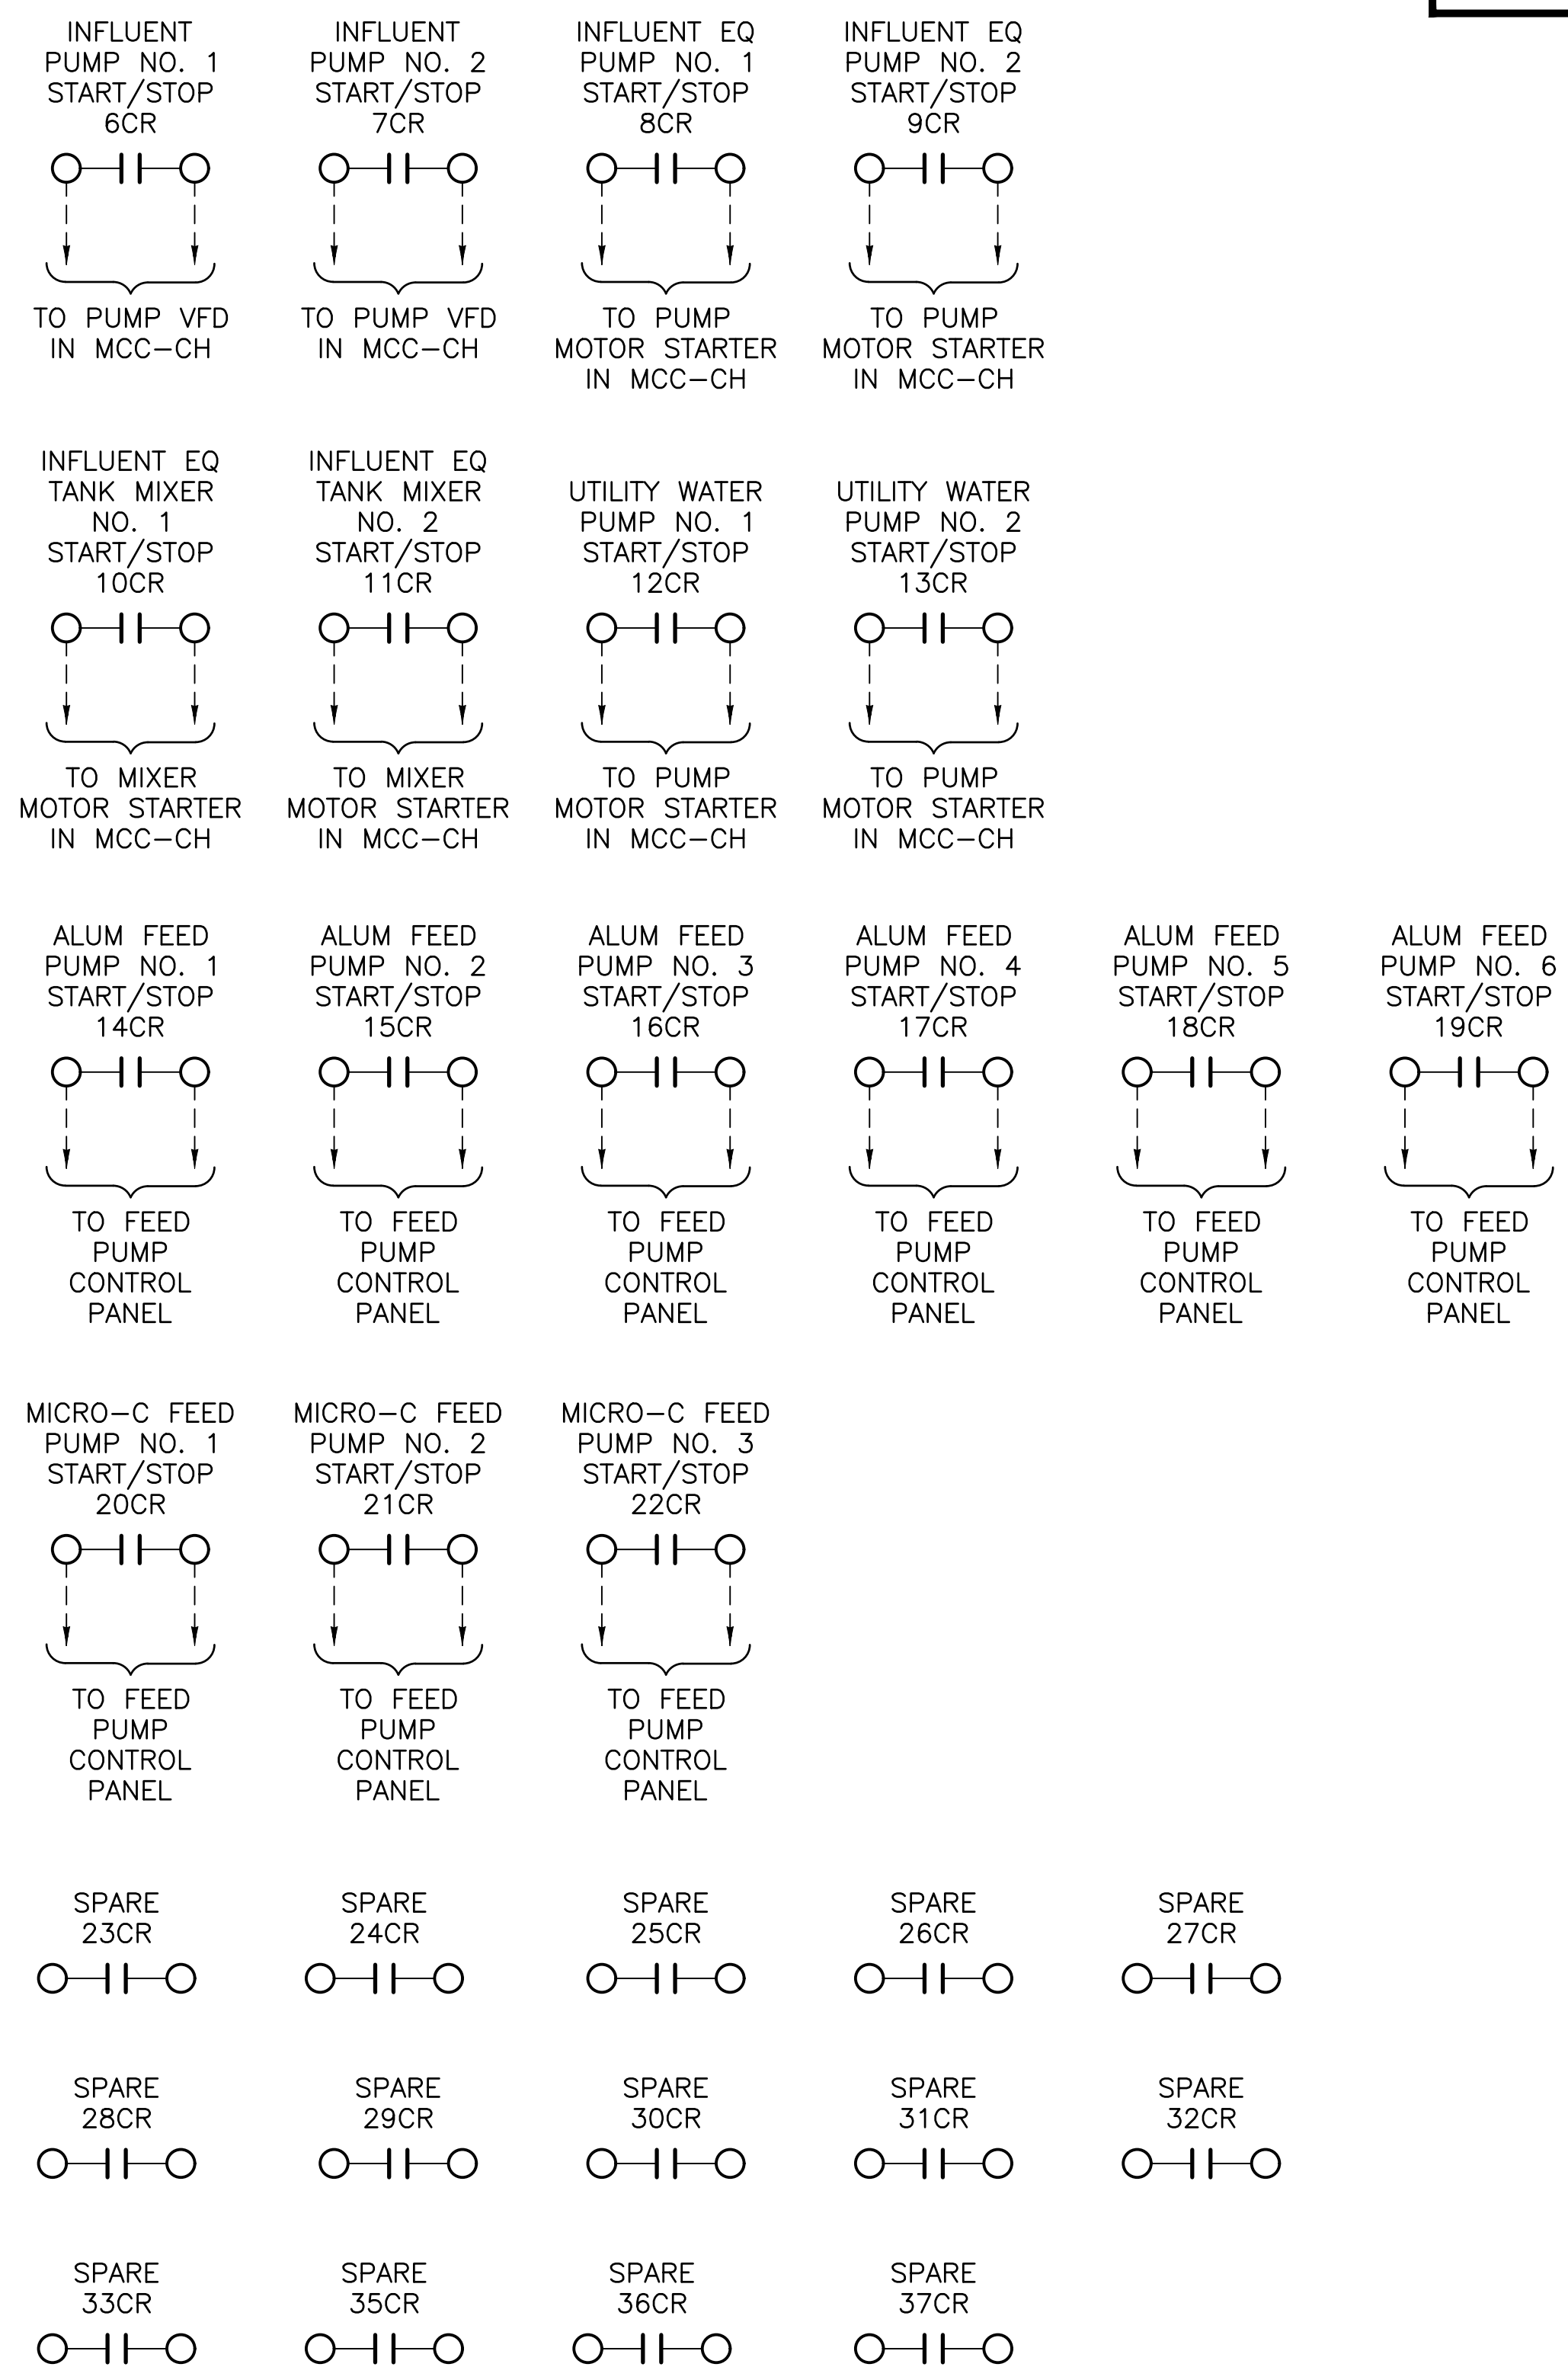 INFLUENT
PUMP NO. 1
START/STOP
6CR
TO PUMP VFD
IN MCC-CH
INFLUENT
PUMP NO. 2
START/STOP
7CR
TO PUMP VFD
IN MCC-CH
INFLUENT EQ
PUMP NO. 1
START/STOP
8CR
TO PUMP
MOTOR STARTER
IN MCC-CH
INFLUENT EQ
PUMP NO. 2
START/STOP
9CR
TO PUMP
MOTOR STARTER
IN MCC-CH
INFLUENT EQ
TANK MIXER
NO. 1
START/STOP
10CR
TO MIXER
MOTOR STARTER
IN MCC-CH
INFLUENT EQ
TANK MIXER
NO. 2
START/STOP
11CR
TO MIXER
MOTOR STARTER
IN MCC-CH
UTILITY WATER
PUMP NO. 1
START/STOP
12CR
TO PUMP
MOTOR STARTER
IN MCC-CH
UTILITY WATER
PUMP NO. 2
START/STOP
13CR
TO PUMP
MOTOR STARTER
IN MCC-CH
ALUM FEED
PUMP NO. 1
START/STOP
14CR
TO FEED
PUMP
CONTROL
PANEL
ALUM FEED
PUMP NO. 2
START/STOP
15CR
TO FEED
PUMP
CONTROL
PANEL
ALUM FEED
PUMP NO. 3
START/STOP
16CR
TO FEED
PUMP
CONTROL
PANEL
ALUM FEED
PUMP NO. 4
START/STOP
17CR
TO FEED
PUMP
CONTROL
PANEL
ALUM FEED
PUMP NO. 5
START/STOP
18CR
TO FEED
PUMP
CONTROL
PANEL
ALUM FEED
PUMP NO. 6
START/STOP
19CR
TO FEED
PUMP
CONTROL
PANEL
MICRO-C FEED
PUMP NO. 1
START/STOP
20CR
TO FEED
PUMP
CONTROL
PANEL
MICRO-C FEED
PUMP NO. 2
START/STOP
21CR
TO FEED
PUMP
CONTROL
PANEL
MICRO-C FEED
PUMP NO. 3
START/STOP
22CR
TO FEED
PUMP
CONTROL
PANEL
SPARE
23CR
SPARE
24CR
SPARE
25CR
SPARE
26CR
SPARE
27CR
SPARE
28CR
SPARE
29CR
SPARE
30CR
SPARE
31CR
SPARE
32CR
SPARE
33CR
SPARE
35CR
SPARE
36CR
SPARE
37CR